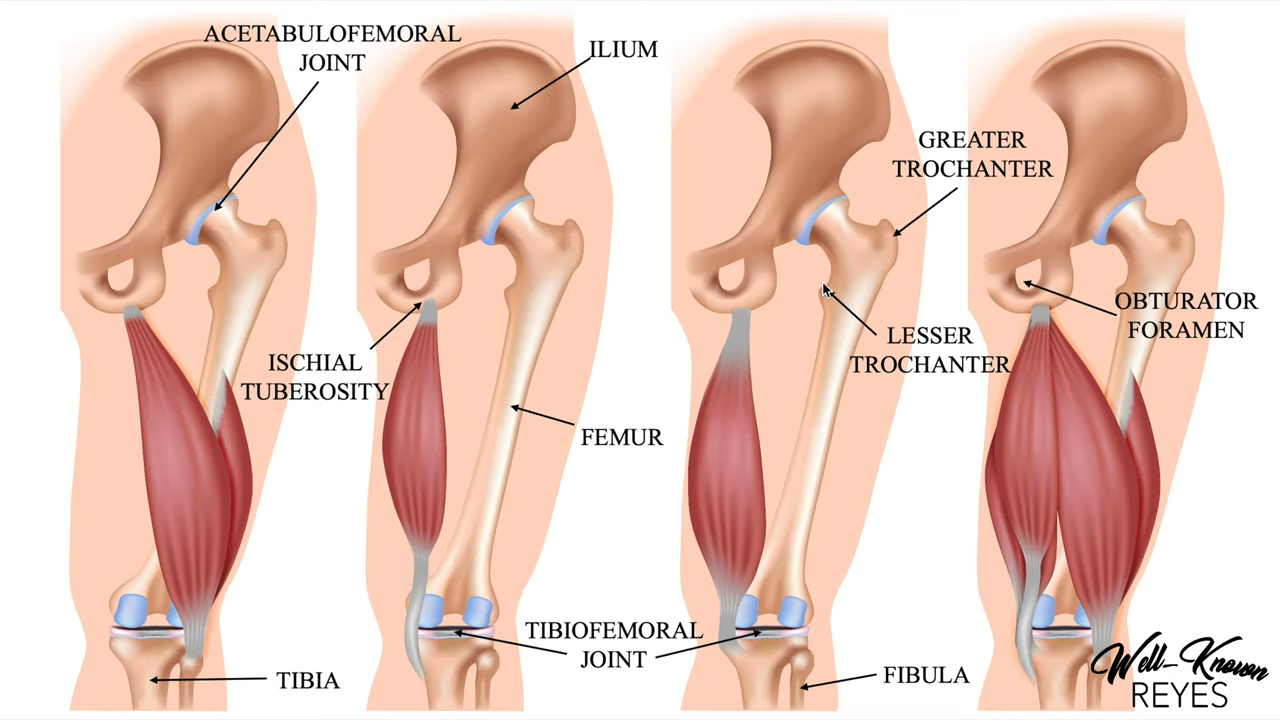 ACETABULOFEMORAL
JOINT
ILIUM
GREATER
TROCHANTER
ISCHIAL
TUBEROSITY
FEMUR
LESSER
TROCHANTER
OBTURATOR
FORAMEN
TIBIOFEMORAL
JOINT
TIBIA
FIBULA
Well-Known
REYES